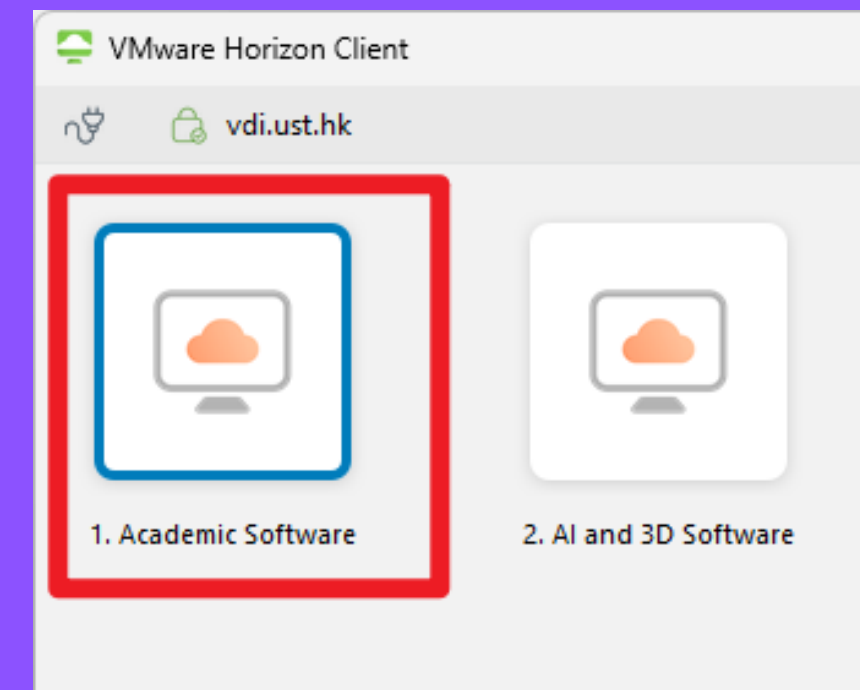 VMware Horizon Client
vdi.ust.hk
1. Academic Software
2. AI and 3D Software